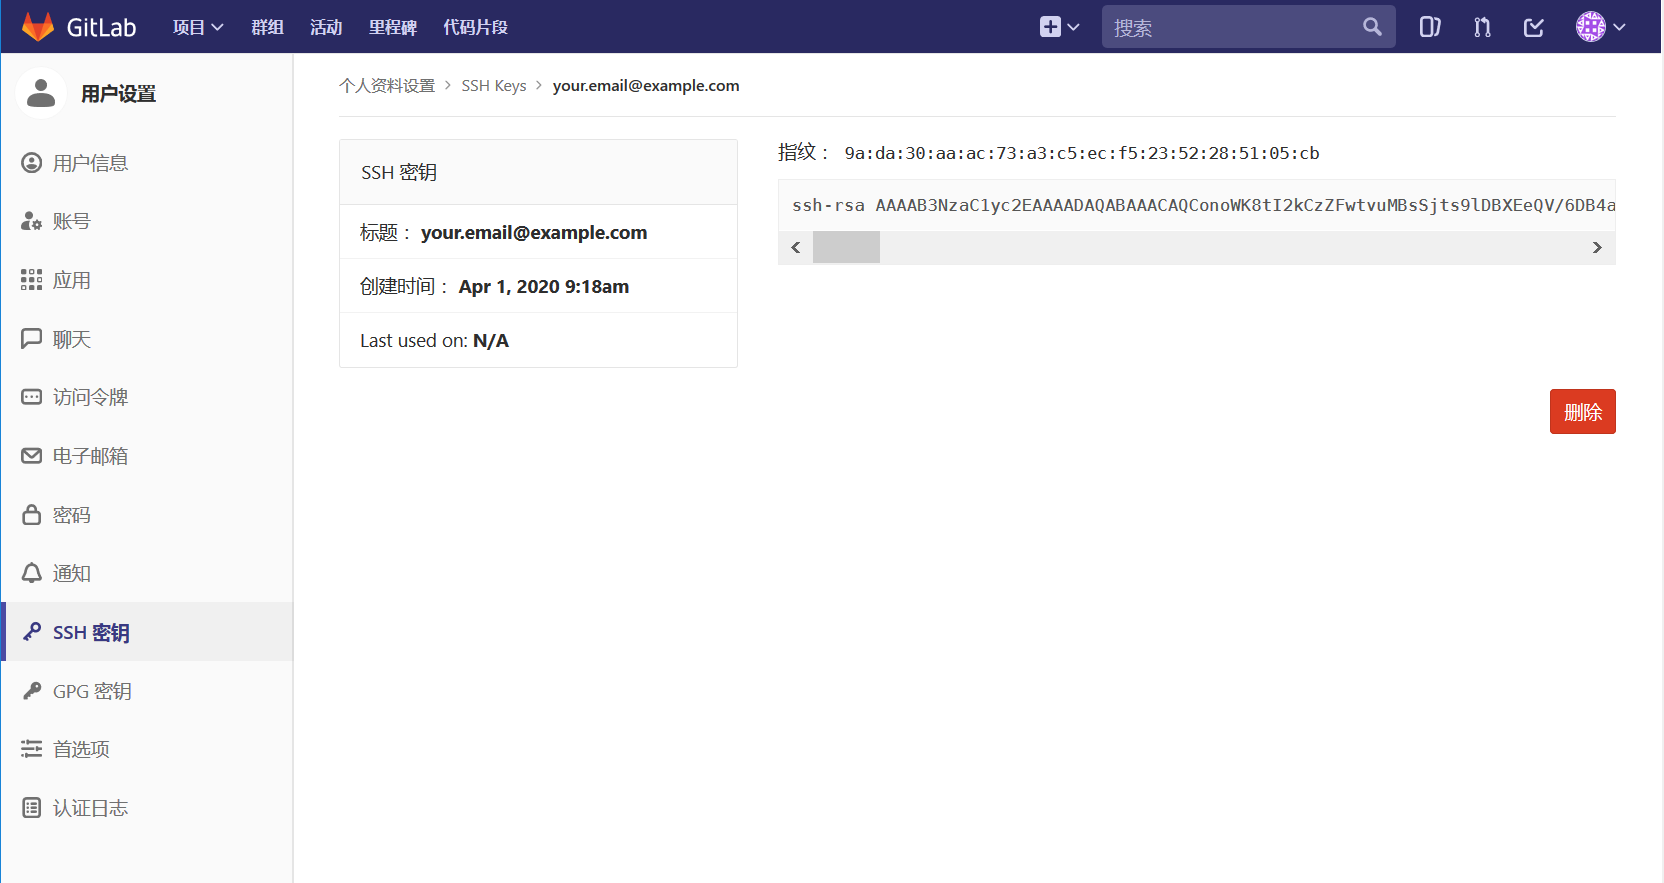 GitLab 项目 群组 活动 里程碑 代码片段 搜索
用户设置
用户信息
账号
应用
聊天
访问令牌
电子邮箱
密码
通知
SSH 密钥
GPG 密钥
首选项
认证日志
个人资料设置 > SSH Keys > your.email@example.com
SSH 密钥
标题： your.email@example.com
创建时间： Apr 1, 2020 9:18am
Last used on: N/A
指纹： 9a:da:30:aa:ac:73:a3:c5:ec:f5:23:52:28:51:05:cb
ssh-rsa AAAAB3NzaC1yc2EAAAADAQABAAACAQConoWK8tI2kCzZFwtvuMBsSjts9lDBXEeQV/6DB4a
删除